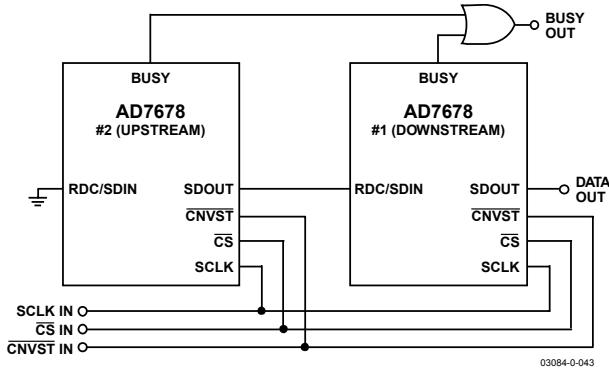 BUSY
OUT
BUSY
AD7678
#2 (UPSTREAM)
RDC/SDIN
SDOUT
CNVST
CS
SCLK
BUSY
AD7678
#1 (DOWNSTREAM)
RDC/SDIN
SDOUT
CNVST
CS
SCLK
DATA
OUT
SCLK IN
CS IN
CNVST IN
03084-0-043